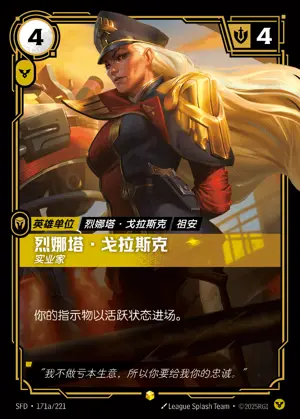 4
4
英雄单位 烈娜塔·戈拉斯克 祖安
烈娜塔·戈拉斯克
实业家
你的指示物以活跃状态进场。
"我不做亏本生意，所以你要给我你的忠诚。"
SFD • 171a/221 League Splash Team • ©2025RGI